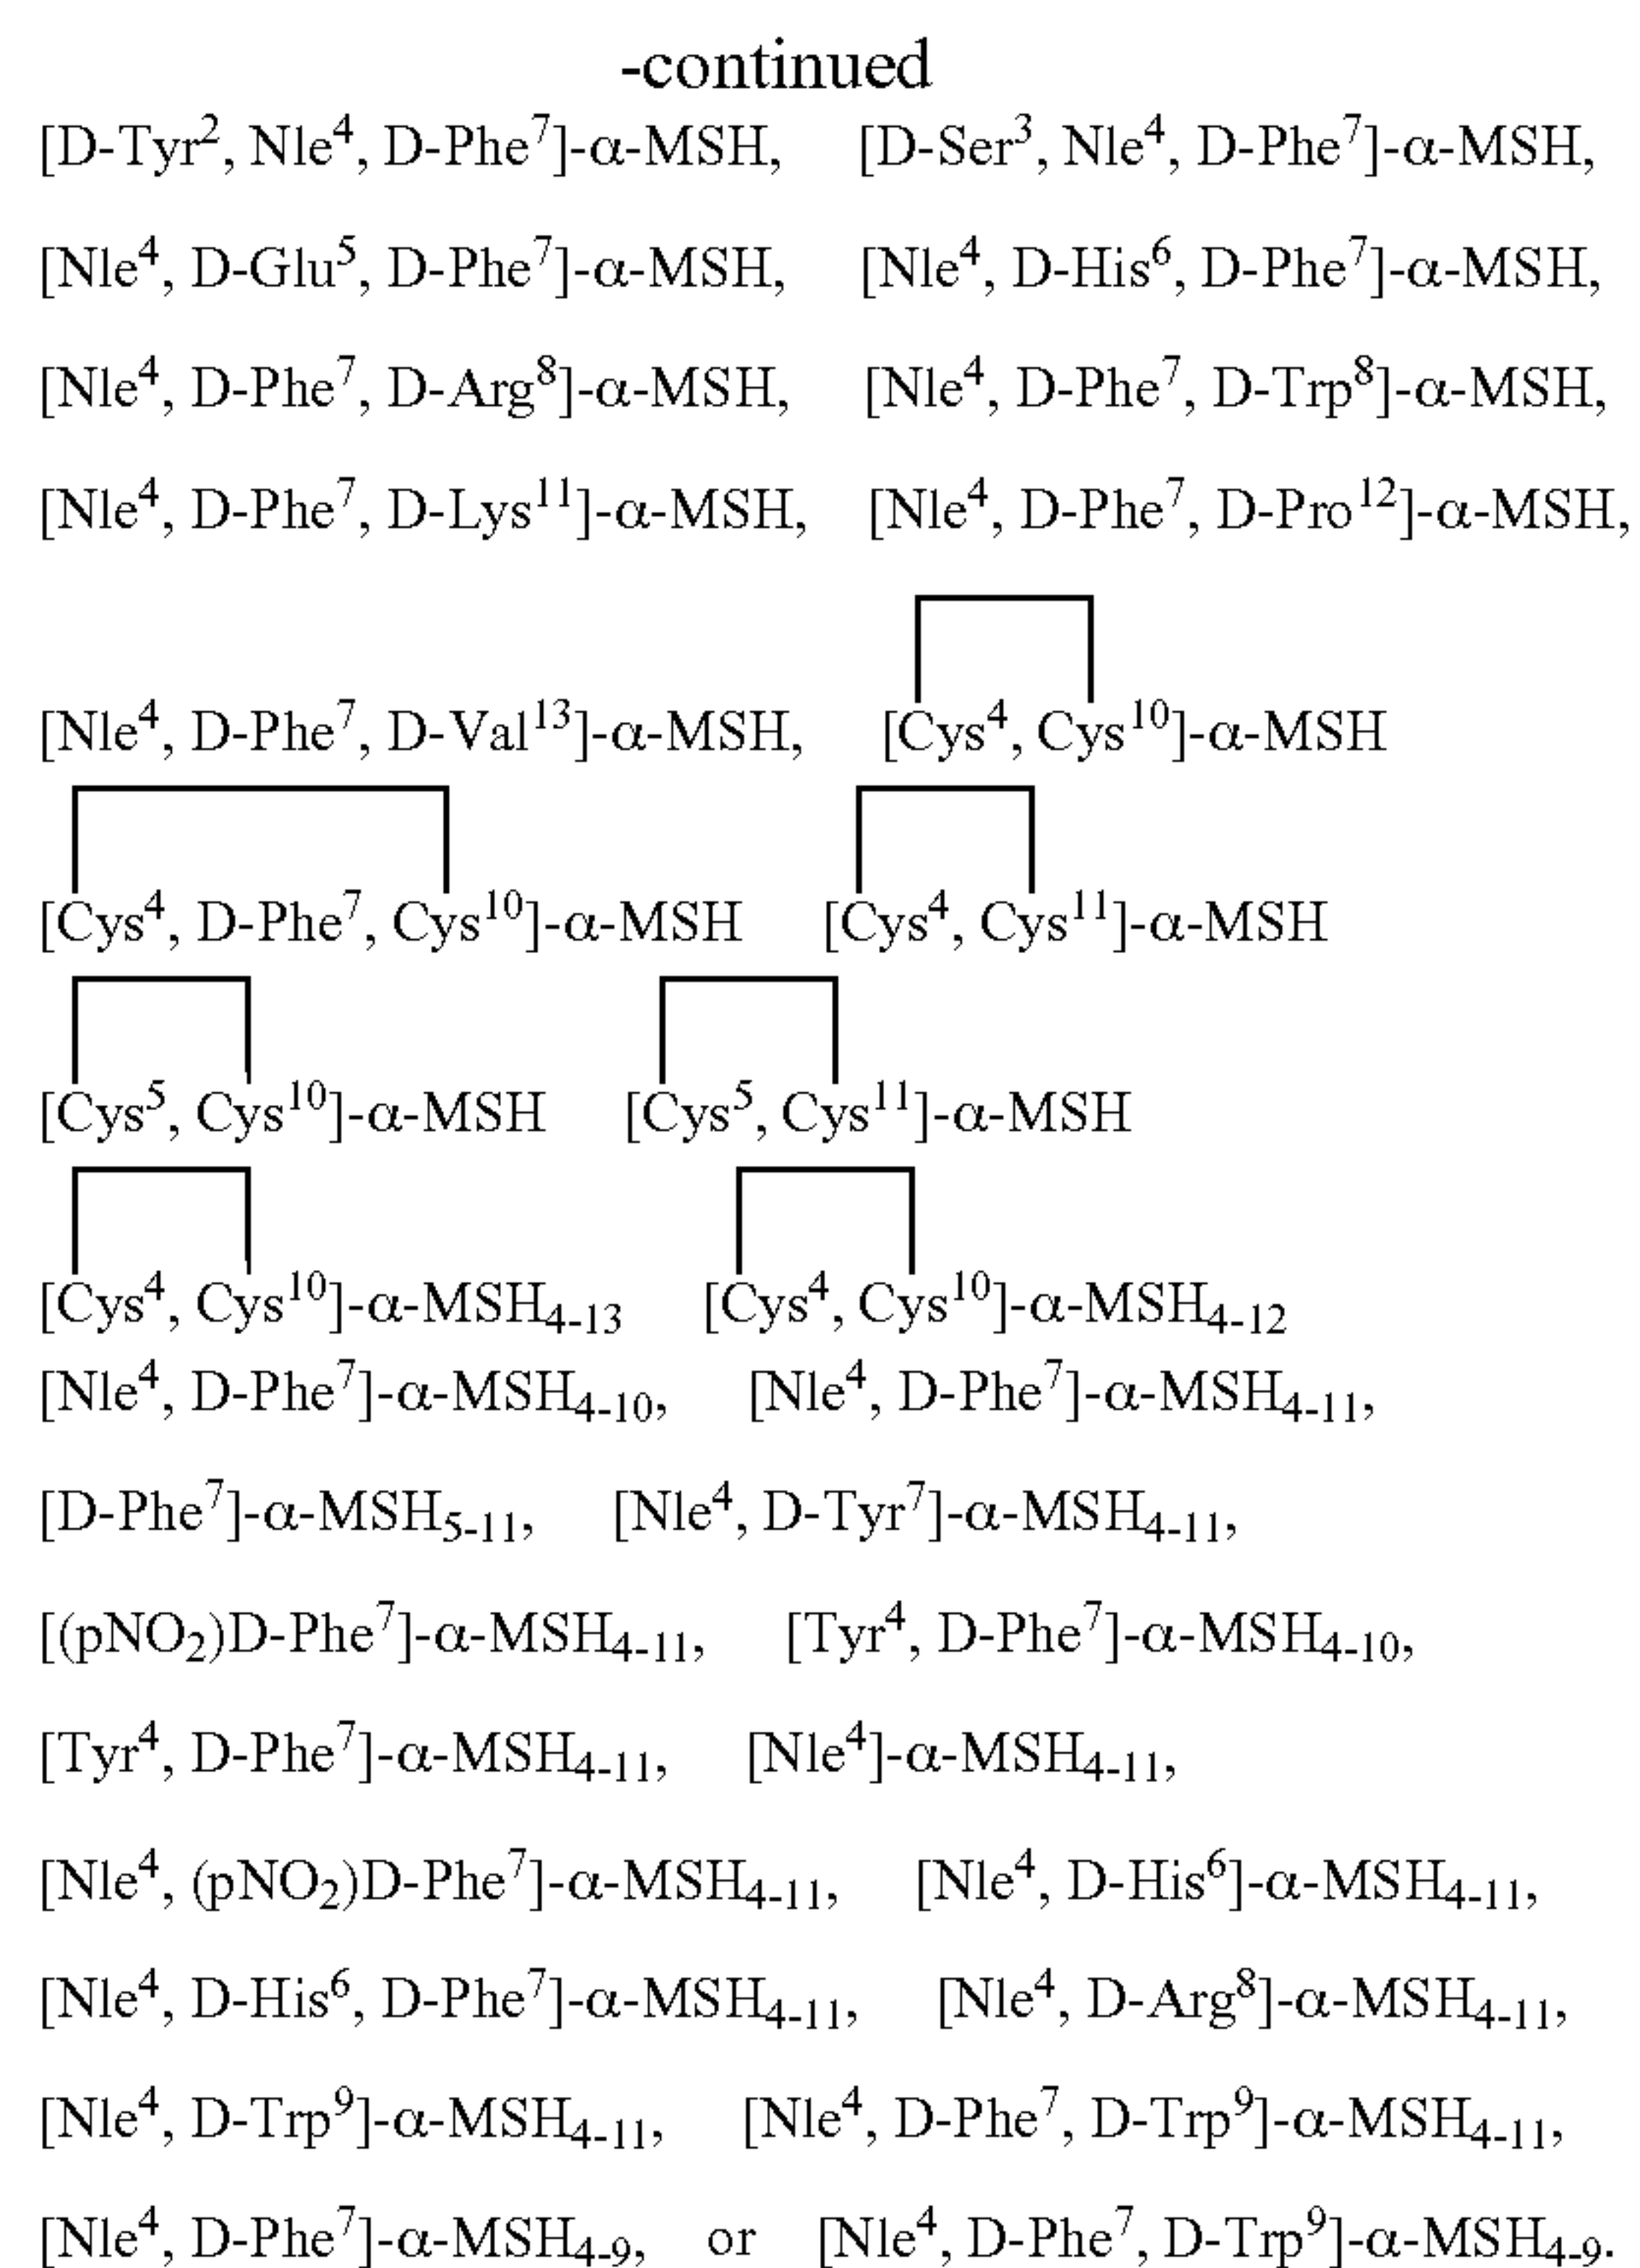 -continued
[D-Tyr², Nle⁴, D-Phe⁷]-α-MSH, [D-Ser³, Nle⁴, D-Phe⁷]-α-MSH,
[Nle⁴, D-Glu⁵, D-Phe⁷]-α-MSH, [Nle⁴, D-His⁶, D-Phe⁷]-α-MSH,
[Nle⁴, D-Phe⁷, D-Arg⁸]-α-MSH, [Nle⁴, D-Phe⁷, D-Trp⁸]-α-MSH,
[Nle⁴, D-Phe⁷, D-Lys¹¹]-α-MSH, [Nle⁴, D-Phe⁷, D-Pro¹²]-α-MSH,
[Nle⁴, D-Phe⁷, D-Val¹³]-α-MSH, [Cys⁴, Cys¹⁰]-α-MSH
[Cys⁴, D-Phe⁷, Cys¹⁰]-α-MSH [Cys⁴, Cys¹¹]-α-MSH
[Cys⁵, Cys¹⁰]-α-MSH [Cys⁵, Cys¹¹]-α-MSH
[Cys⁴, Cys¹⁰]-α-MSH₄₋₁₃ [Cys⁴, Cys¹⁰]-α-MSH₄₋₁₂
[Nle⁴, D-Phe⁷]-α-MSH₄₋₁₀, [Nle⁴, D-Phe⁷]-α-MSH₄₋₁₁,
[D-Phe⁷]-α-MSH₅₋₁₁, [Nle⁴, D-Tyr⁷]-α-MSH₄₋₁₁,
[(pNO₂)D-Phe⁷]-α-MSH₄₋₁₁, [Tyr⁴, D-Phe⁷]-α-MSH₄₋₁₀,
[Tyr⁴, D-Phe⁷]-α-MSH₄₋₁₁, [Nle⁴]-α-MSH₄₋₁₁,
[Nle⁴, (pNO₂)D-Phe⁷]-α-MSH₄₋₁₁, [Nle⁴, D-His⁶]-α-MSH₄₋₁₁,
[Nle⁴, D-His⁶, D-Phe⁷]-α-MSH₄₋₁₁, [Nle⁴, D-Arg⁸]-α-MSH₄₋₁₁,
[Nle⁴, D-Trp⁹]-α-MSH₄₋₁₁, [Nle⁴, D-Phe⁷, D-Trp⁹]-α-MSH₄₋₁₁,
[Nle⁴, D-Phe⁷]-α-MSH₄₋₉, or [Nle⁴, D-Phe⁷, D-Trp⁹]-α-MSH₄₋₉.